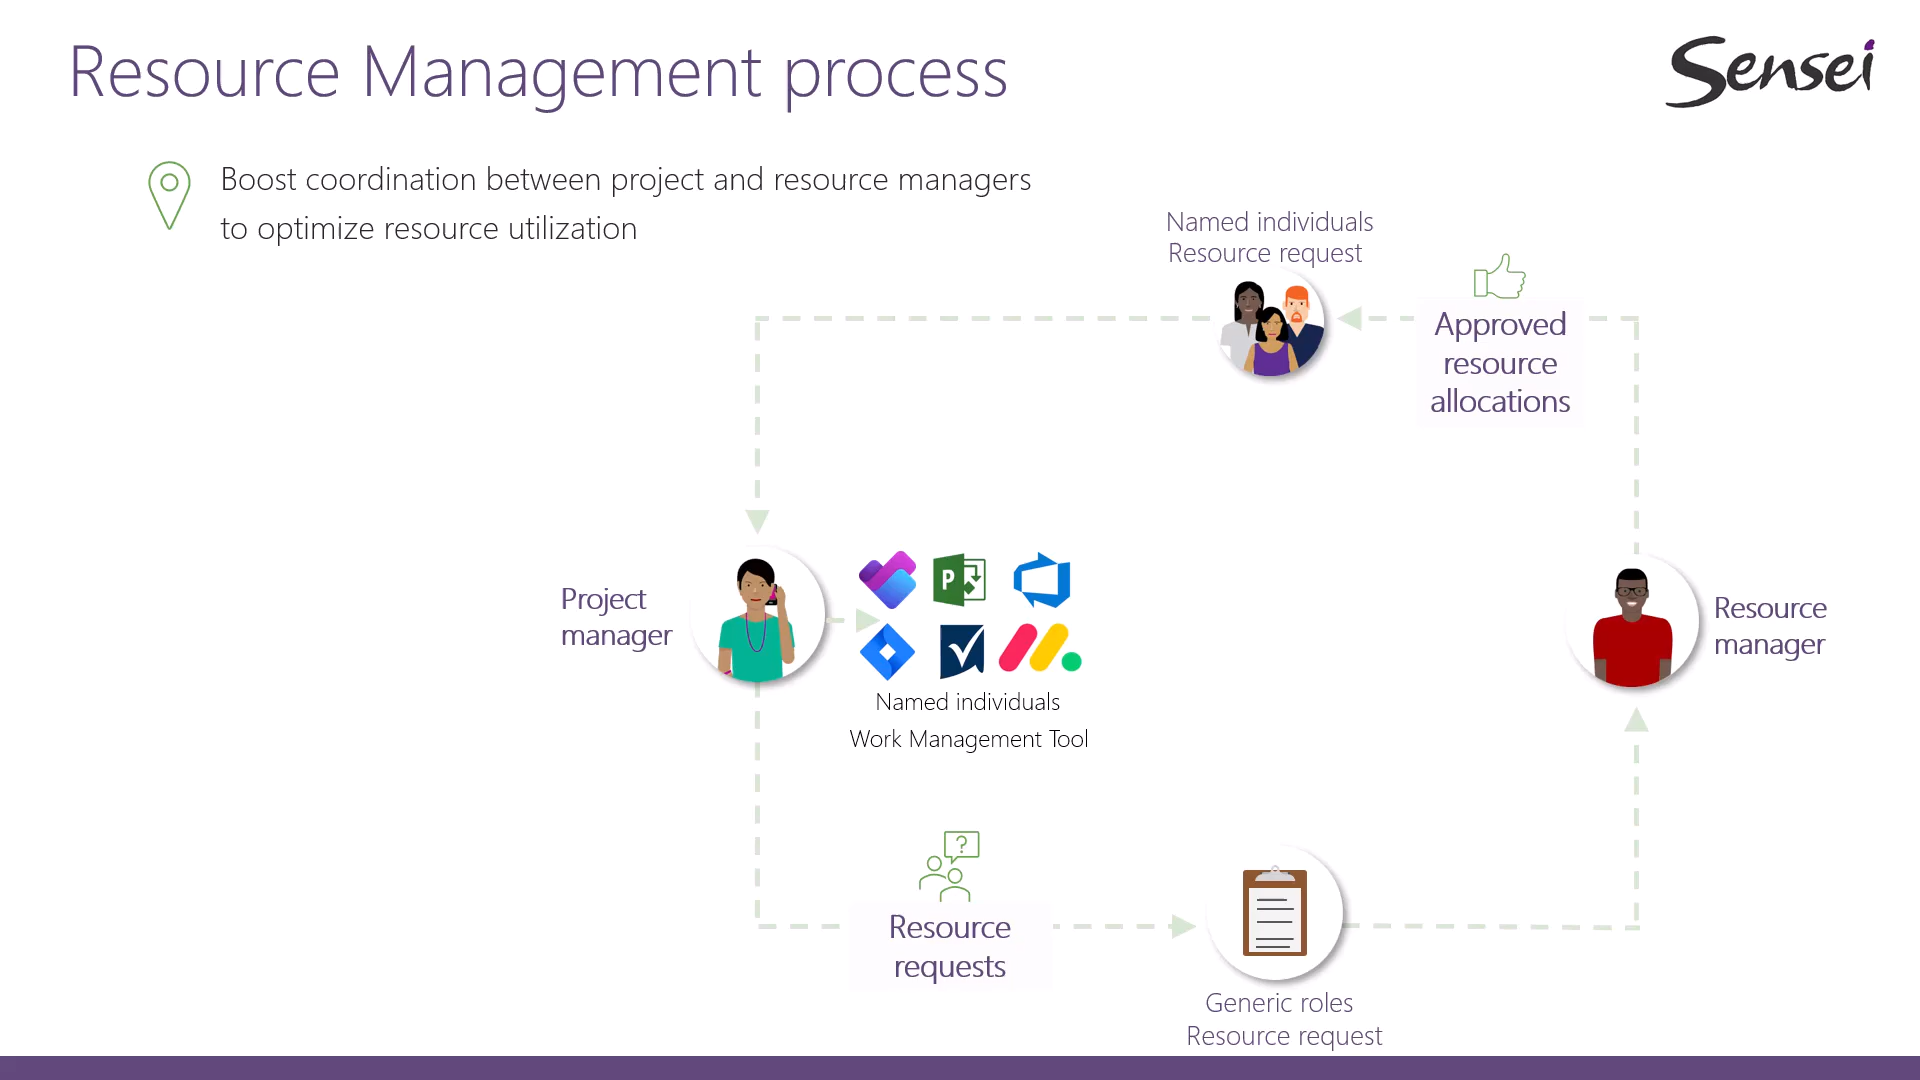 Resource Management process
Sensei
Boost coordination between project and resource managers
to optimize resource utilization
Named individuals
Resource request
Approved
resource
allocations
Project
manager
P
Named individuals
Work Management Tool
Resource
manager
?
Resource
requests
Generic roles
Resource request